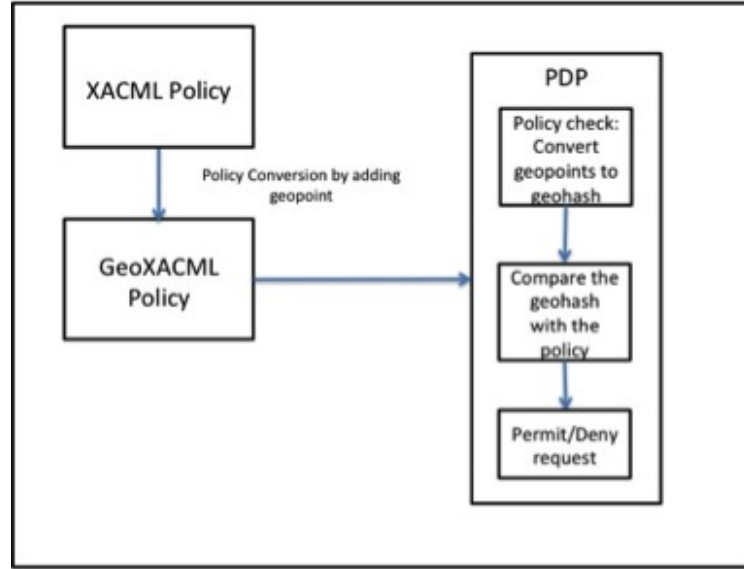 XACML Policy
Policy Conversion by adding
geopoint
GeoXACML
Policy
PDP
Policy check:
Convert
geopoints to
geohash
Compare the
geohash
with the
policy
Permit/Deny
request